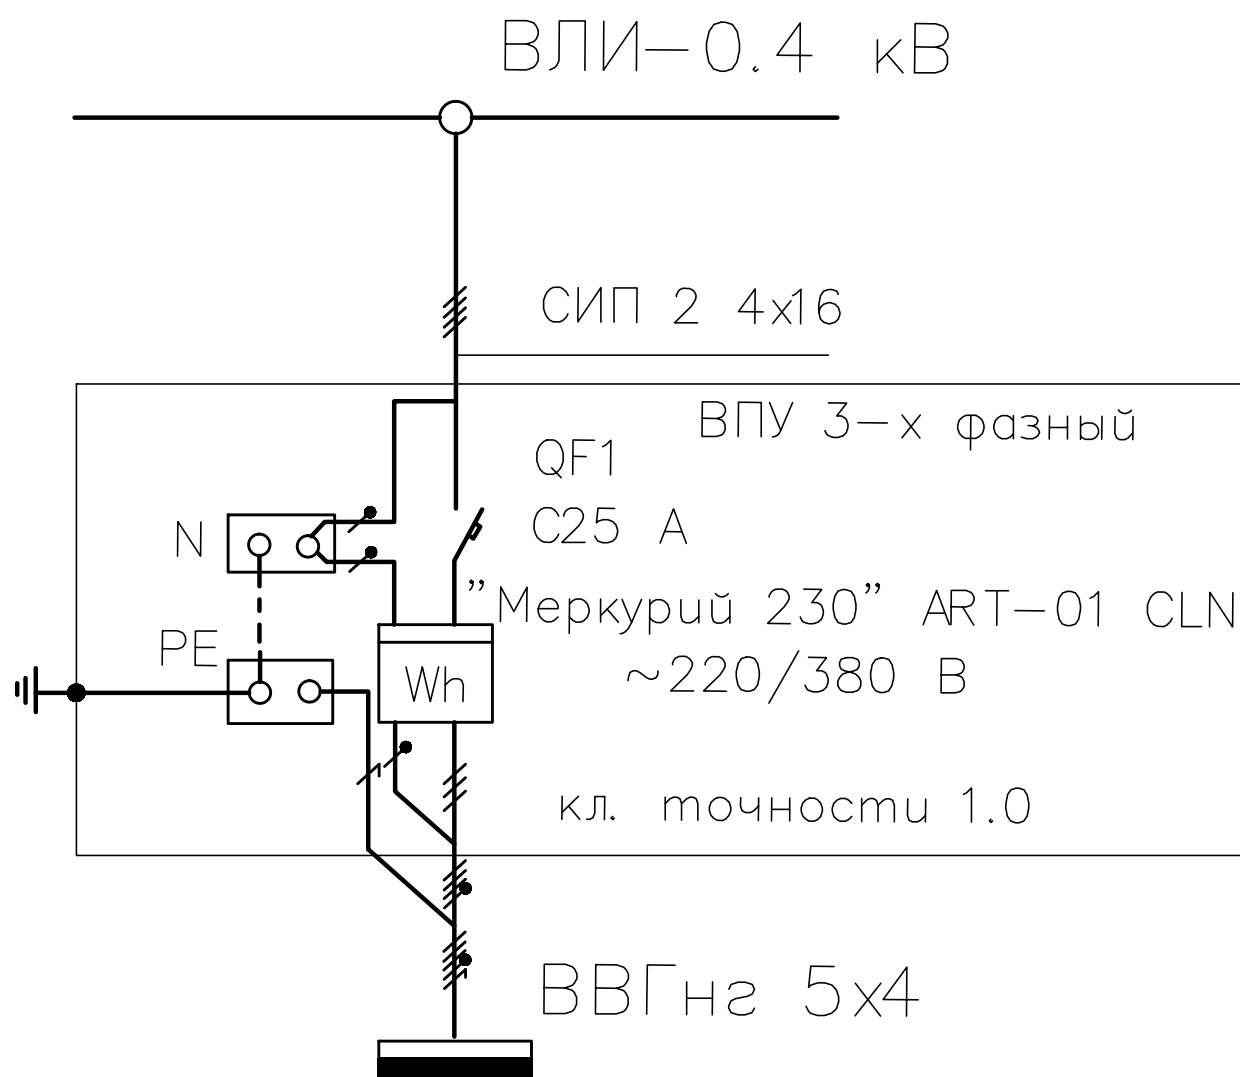 ВЛИ-0.4 кВ
СИП 2 4х16
ВПУ 3-х фазный
QF1
C25 A
N
"Меркурий 230" ART-01 CLN
PE
~220/380 В
Wh
кл. точности 1.0
ВВГнг 5х4